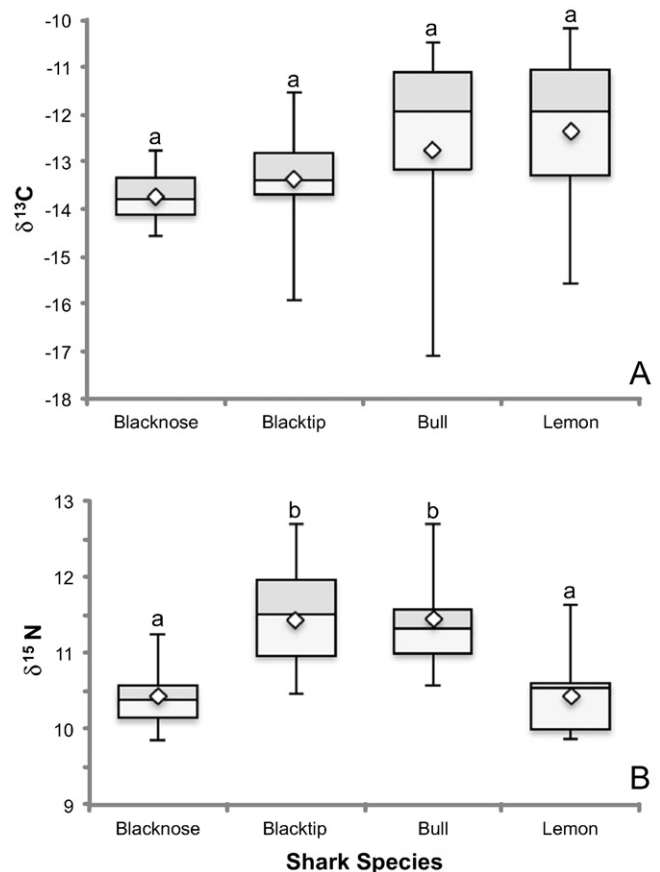 -10
-11
-12
-13
-14
-15
-16
-17
-18
δ¹³C
a
a
a
a
A
Blacknose Blacktip Bull Lemon
13
12
11
10
9
δ¹⁵N
a
b
b
a
B
Blacknose Blacktip Bull Lemon
Shark Species